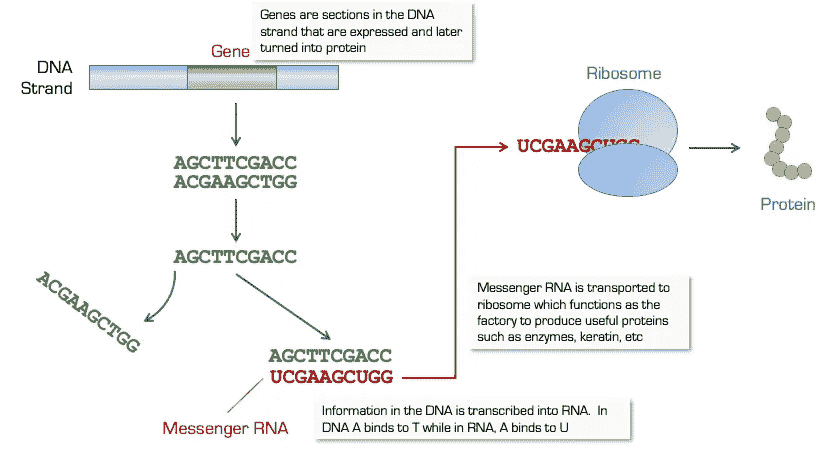 Genes are sections in the DNA
strand that are expressed and later
turned into protein
Gene
DNA
Strand
AGCTTCGACC
ACGAAGCTGG
AGCTTCGACC
ACGAAGCTGG
AGCTTCGACC
UCGAAGCUGG
Messenger RNA
Information in the DNA is transcribed into RNA. In
DNA A binds to T while in RNA, A binds to U
Ribosome
UCGAAGCUGG
Protein
Messenger RNA is transported to
ribosome which functions as the
factory to produce useful proteins
such as enzymes, keratin, etc